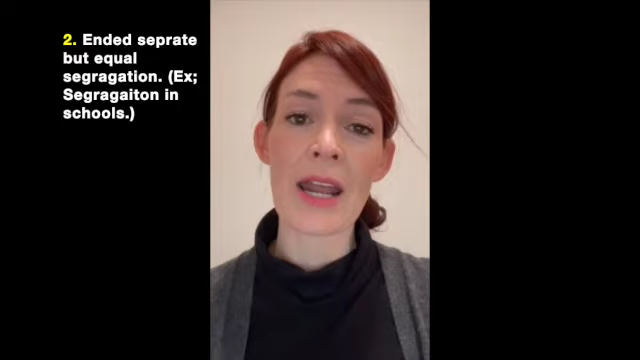 2. Ended seprate
but equal
segragation. (Ex;
Segragaiton in
schools.)